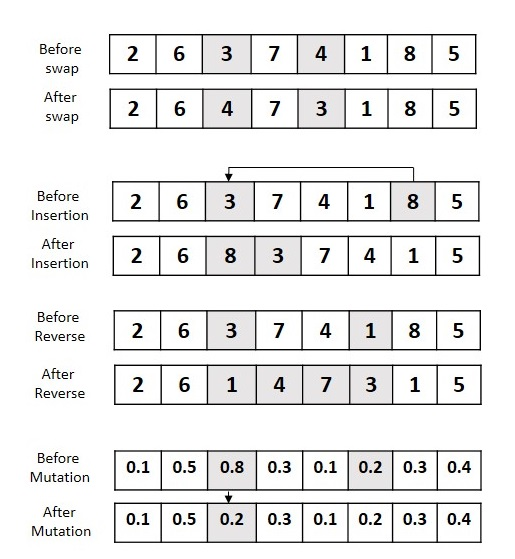 Before
swap
2 6 3 7 4 1 8 5
After
swap
2 6 4 7 3 1 8 5
Before
Insertion
2 6 3 7 4 1 8 5
After
Insertion
2 6 8 3 7 4 1 5
Before
Reverse
2 6 3 7 4 1 8 5
After
Reverse
2 6 1 4 7 3 1 5
Before
Mutation
0.1 0.5 0.8 0.3 0.1 0.2 0.3 0.4
After
Mutation
0.1 0.5 0.2 0.3 0.1 0.2 0.3 0.4